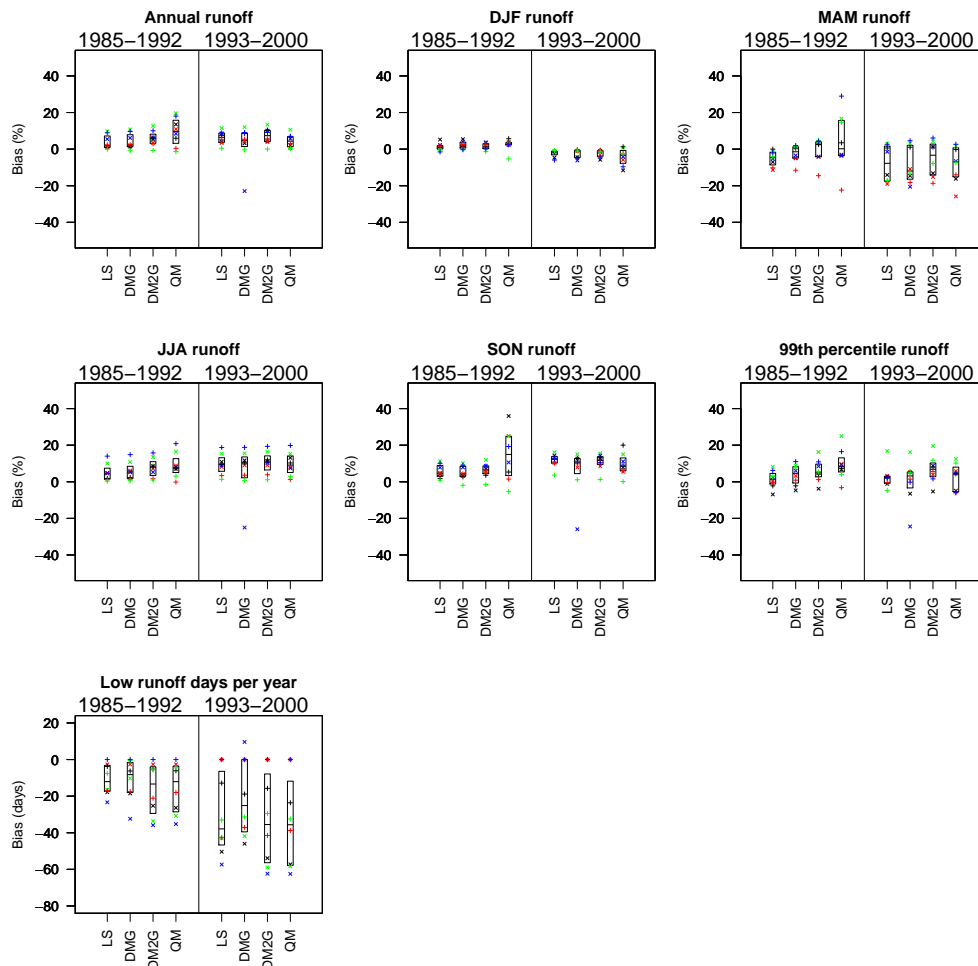 Annual runoff
1985−1992 1993−2000
Bias (%)
40
20
0
−20
−40
LS
DMG
DM2G
QM
LS
DMG
DM2G
QM
DJF runoff
1985−1992 1993−2000
Bias (%)
40
20
0
−20
−40
LS
DMG
DM2G
QM
LS
DMG
DM2G
QM
MAM runoff
1985−1992 1993−2000
Bias (%)
40
20
0
−20
−40
LS
DMG
DM2G
QM
LS
DMG
DM2G
QM
JJA runoff
1985−1992 1993−2000
Bias (%)
40
20
0
−20
−40
LS
DMG
DM2G
QM
LS
DMG
DM2G
QM
SON runoff
1985−1992 1993−2000
Bias (%)
40
20
0
−20
−40
LS
DMG
DM2G
QM
LS
DMG
DM2G
QM
99th percentile runoff
1985−1992 1993−2000
Bias (%)
40
20
0
−20
−40
LS
DMG
DM2G
QM
LS
DMG
DM2G
QM
Low runoff days per year
1985−1992 1993−2000
Bias (days)
20
0
−20
−40
−60
−80
LS
DMG
DM2G
QM
LS
DMG
DM2G
QM